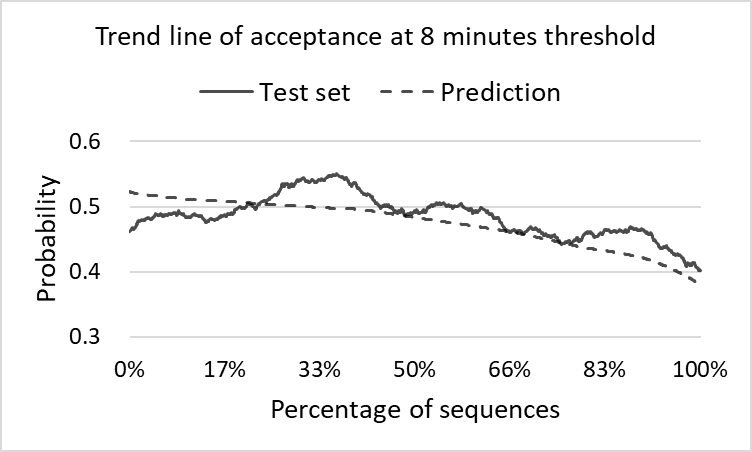 Trend line of acceptance at 8 minutes threshold
Test set Prediction
0.6
0.5
0.4
0.3
Probability
0% 17% 33% 50% 66% 83% 100%
Percentage of sequences